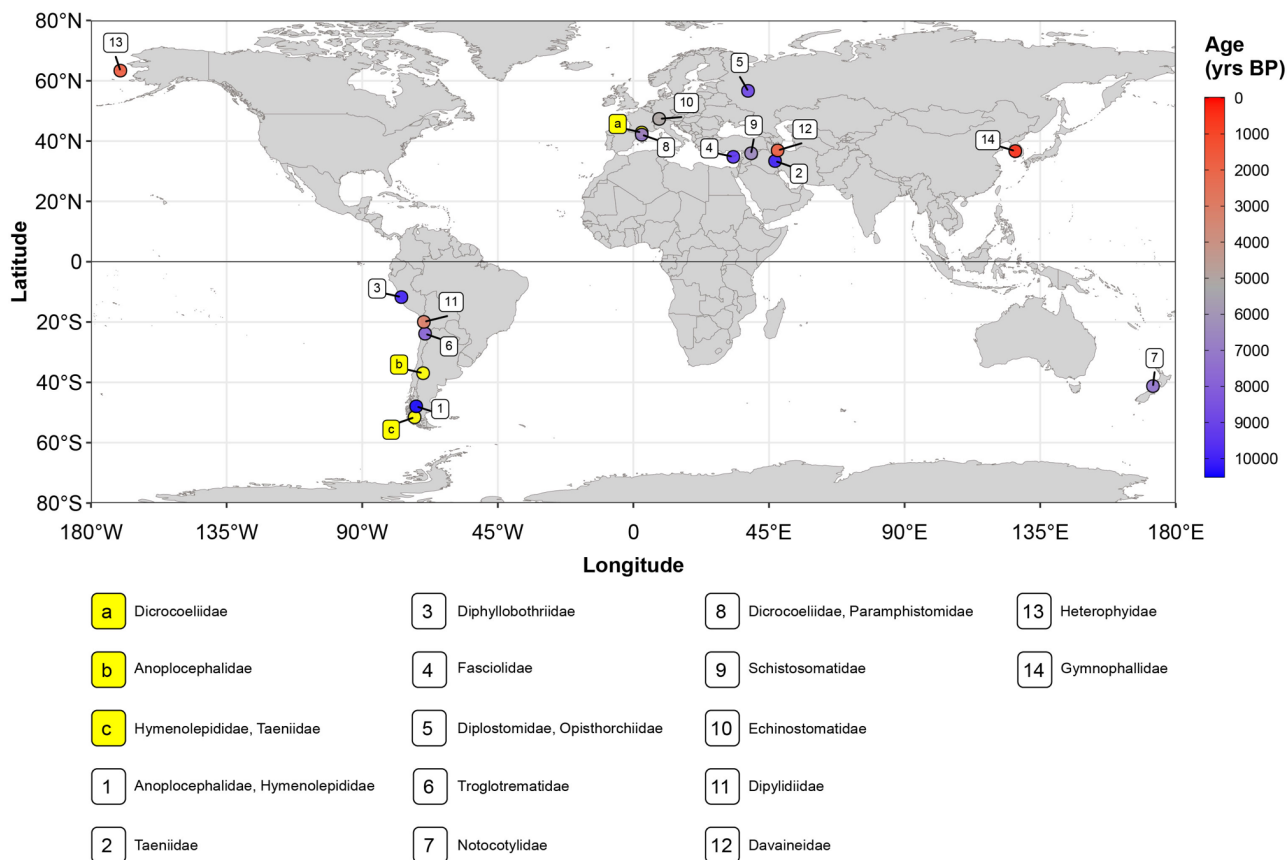 80°N
60°N
40°N
20°N
0
20°S
40°S
60°S
80°S
Latitude
13
5
10
a
9
12
14
8
4
2
3
11
6
b
7
1
c
180°W
135°W
90°W
45°W
0
45°E
90°E
135°E
180°E
Longitude
Age
(yrs BP)
0
1000
2000
3000
4000
5000
6000
7000
8000
9000
10000
a Dicrocoeliidae
b Anoplocephalidae
c Hymenolepididae, Taeniidae
1 Anoplocephalidae, Hymenolepididae
2 Taeniidae
3 Diphyllobothriidae
4 Fasciolidae
5 Diplostomidae, Opisthorchiidae
6 Troglotrematidae
7 Notocotylidae
8 Dicrocoeliidae, Paramphistomidae
9 Schistosomatidae
10 Echinostomatidae
11 Dipylidiidae
12 Davaineidae
13 Heterophyidae
14 Gymnophallidae